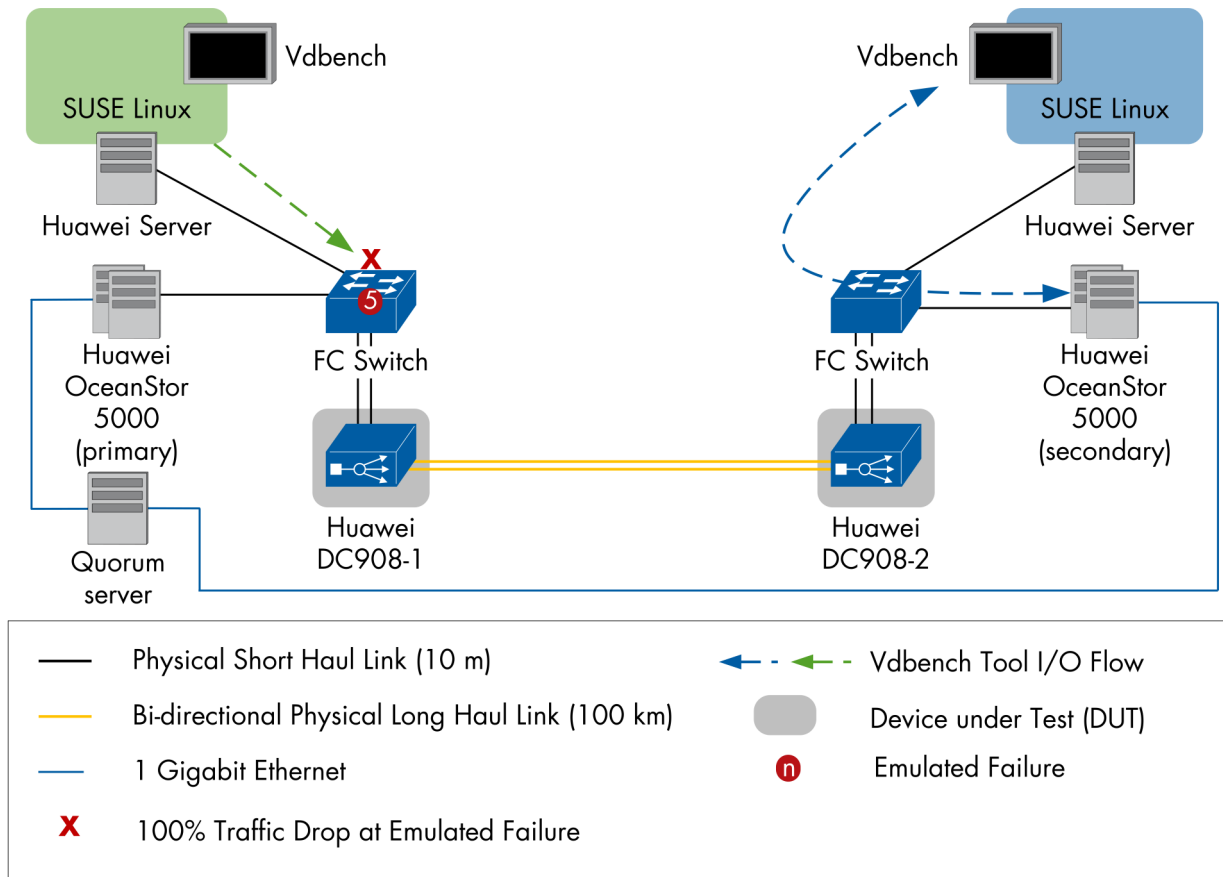 Vdbench
SUSE Linux
Huawei Server
Vdbench
SUSE Linux
Huawei Server
X
5
FC Switch
FC Switch
Huawei
OceanStor
5000
(primary)
Huawei
OceanStor
5000
(secondary)
Quorum
server
Huawei
DC908-1
Huawei
DC908-2
Physical Short Haul Link (10 m)
Bi-directional Physical Long Haul Link (100 km)
1 Gigabit Ethernet
X 100% Traffic Drop at Emulated Failure
Vdbench Tool I/O Flow
Device under Test (DUT)
n Emulated Failure